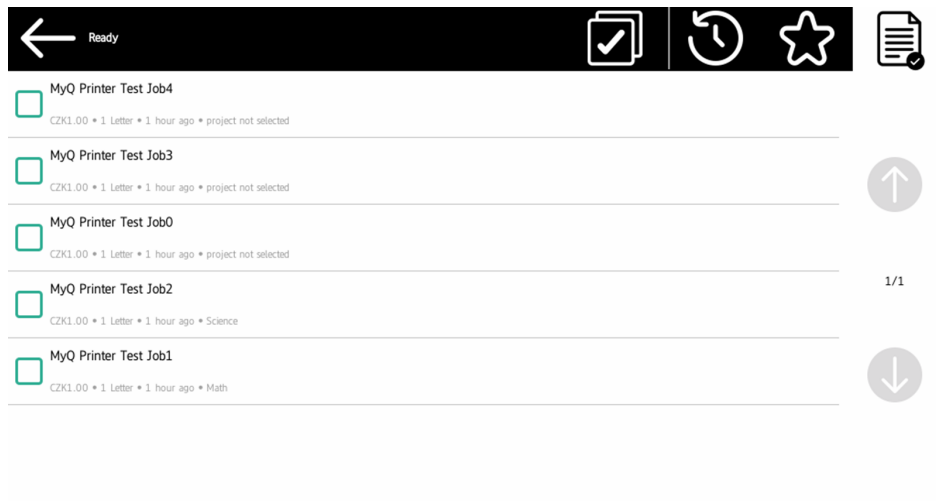 Ready
MyQ Printer Test Job4
CZK1.00 • 1 Letter • 1 hour ago • project not selected
MyQ Printer Test Job3
CZK1.00 • 1 Letter • 1 hour ago • project not selected
MyQ Printer Test Job0
CZK1.00 • 1 Letter • 1 hour ago • project not selected
1/1
MyQ Printer Test Job2
CZK1.00 • 1 Letter • 1 hour ago • Science
MyQ Printer Test Job1
CZK1.00 • 1 Letter • 1 hour ago • Math